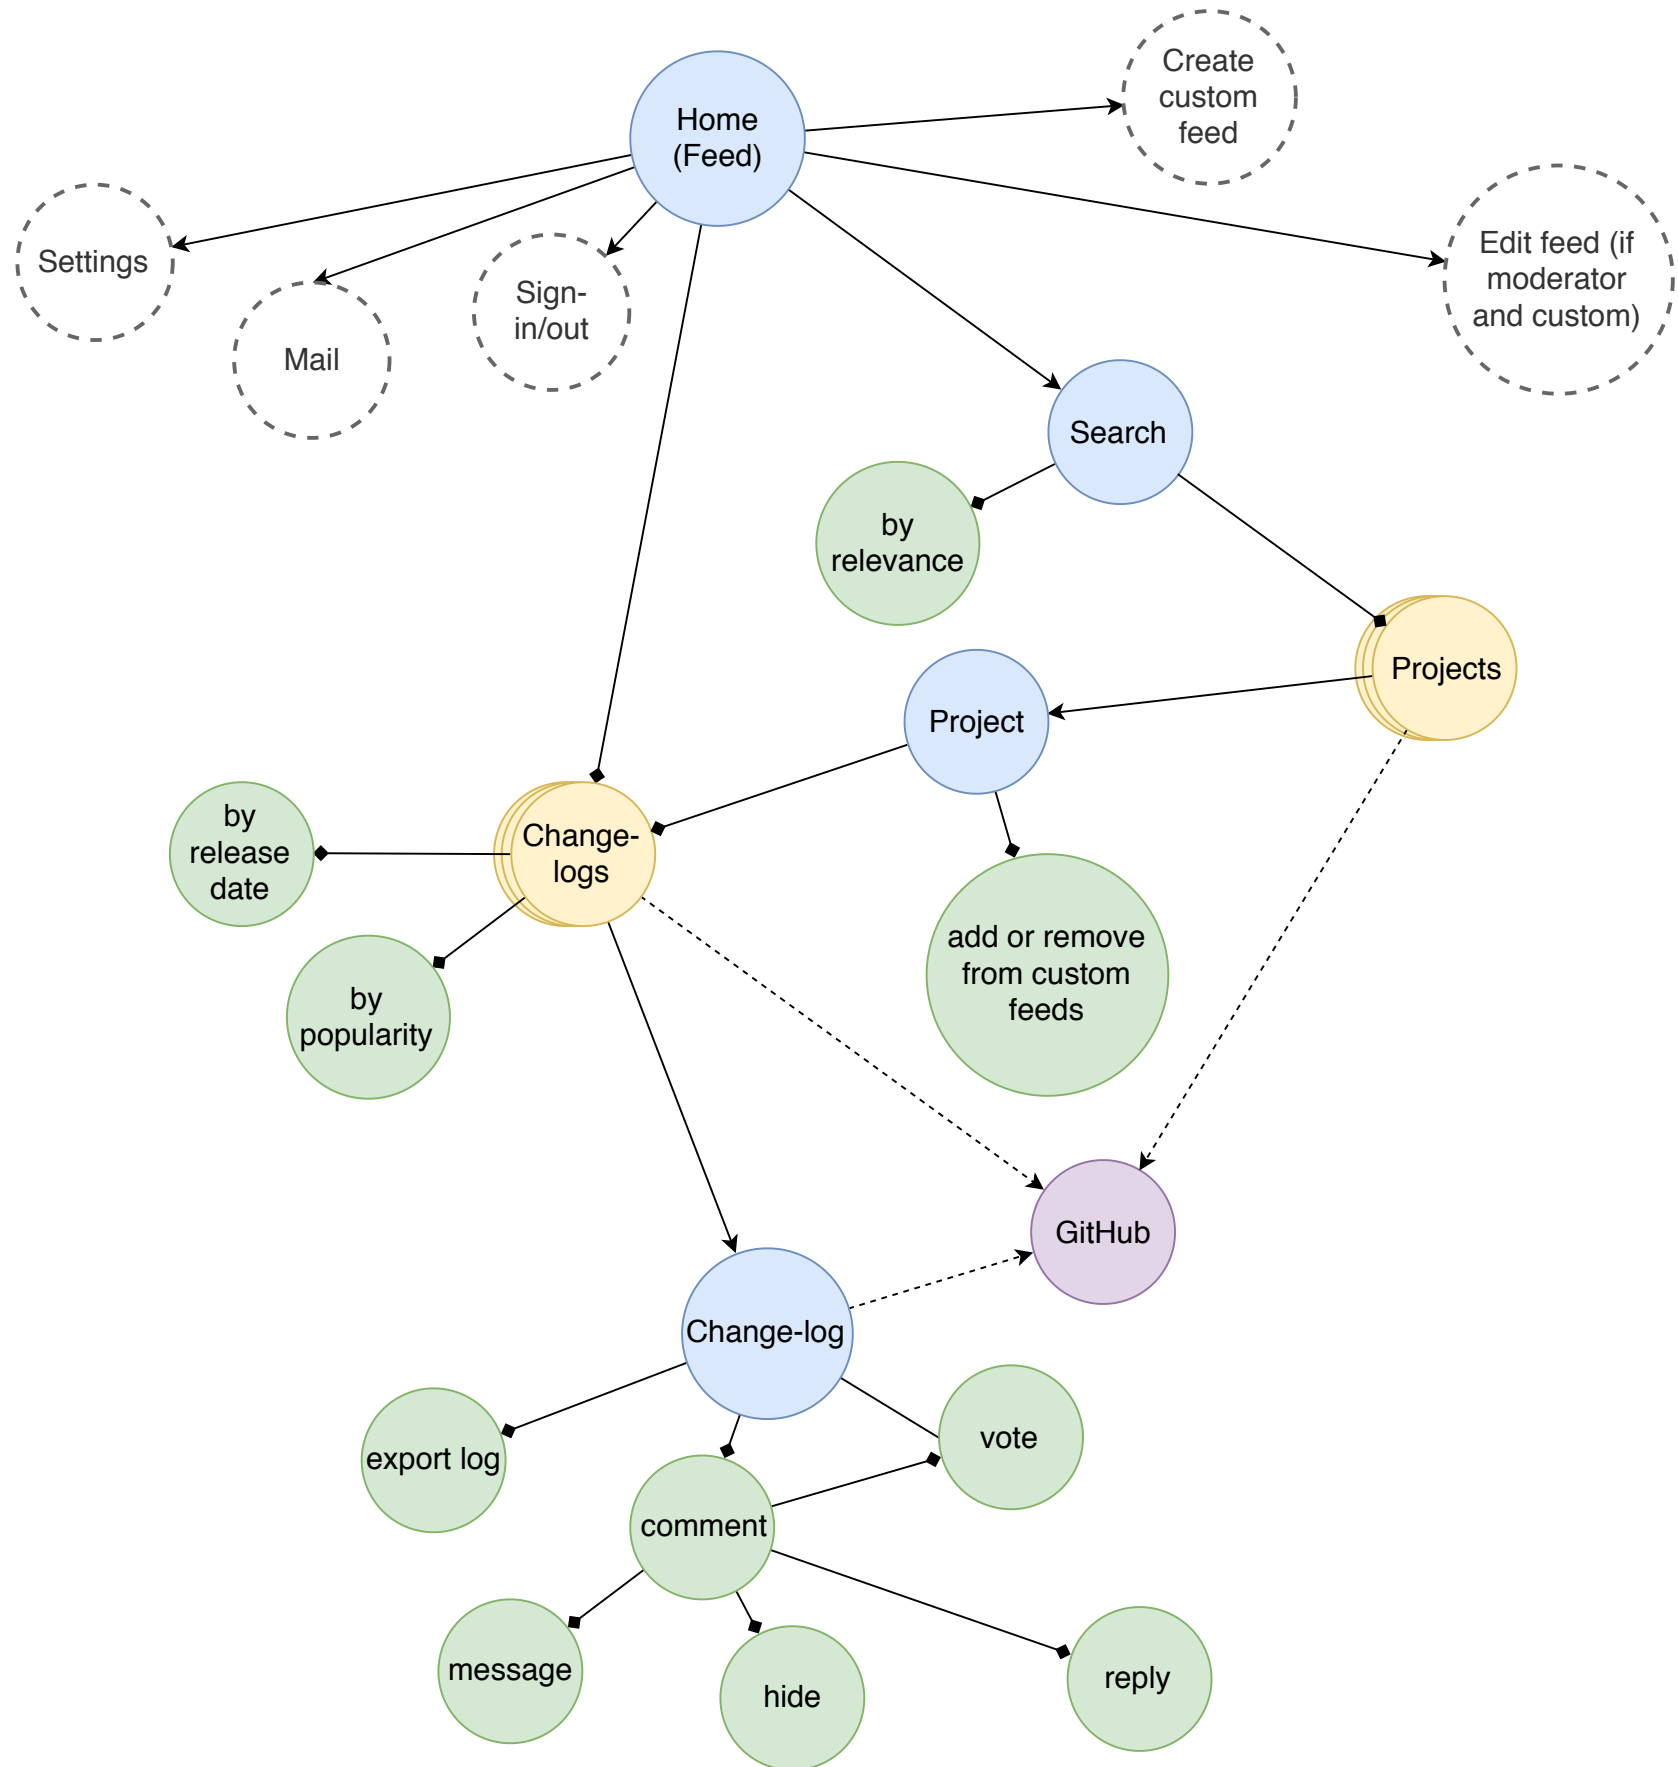 Create
custom
feed
Home
(Feed)
Settings
Mail
Sign-
in/out
Edit feed (if
moderator
and custom)
Search
by
relevance
Projects
Project
by
release
date
Change-
logs
by
popularity
add or remove
from custom
feeds
GitHub
Change-log
export log
vote
comment
message
hide
reply